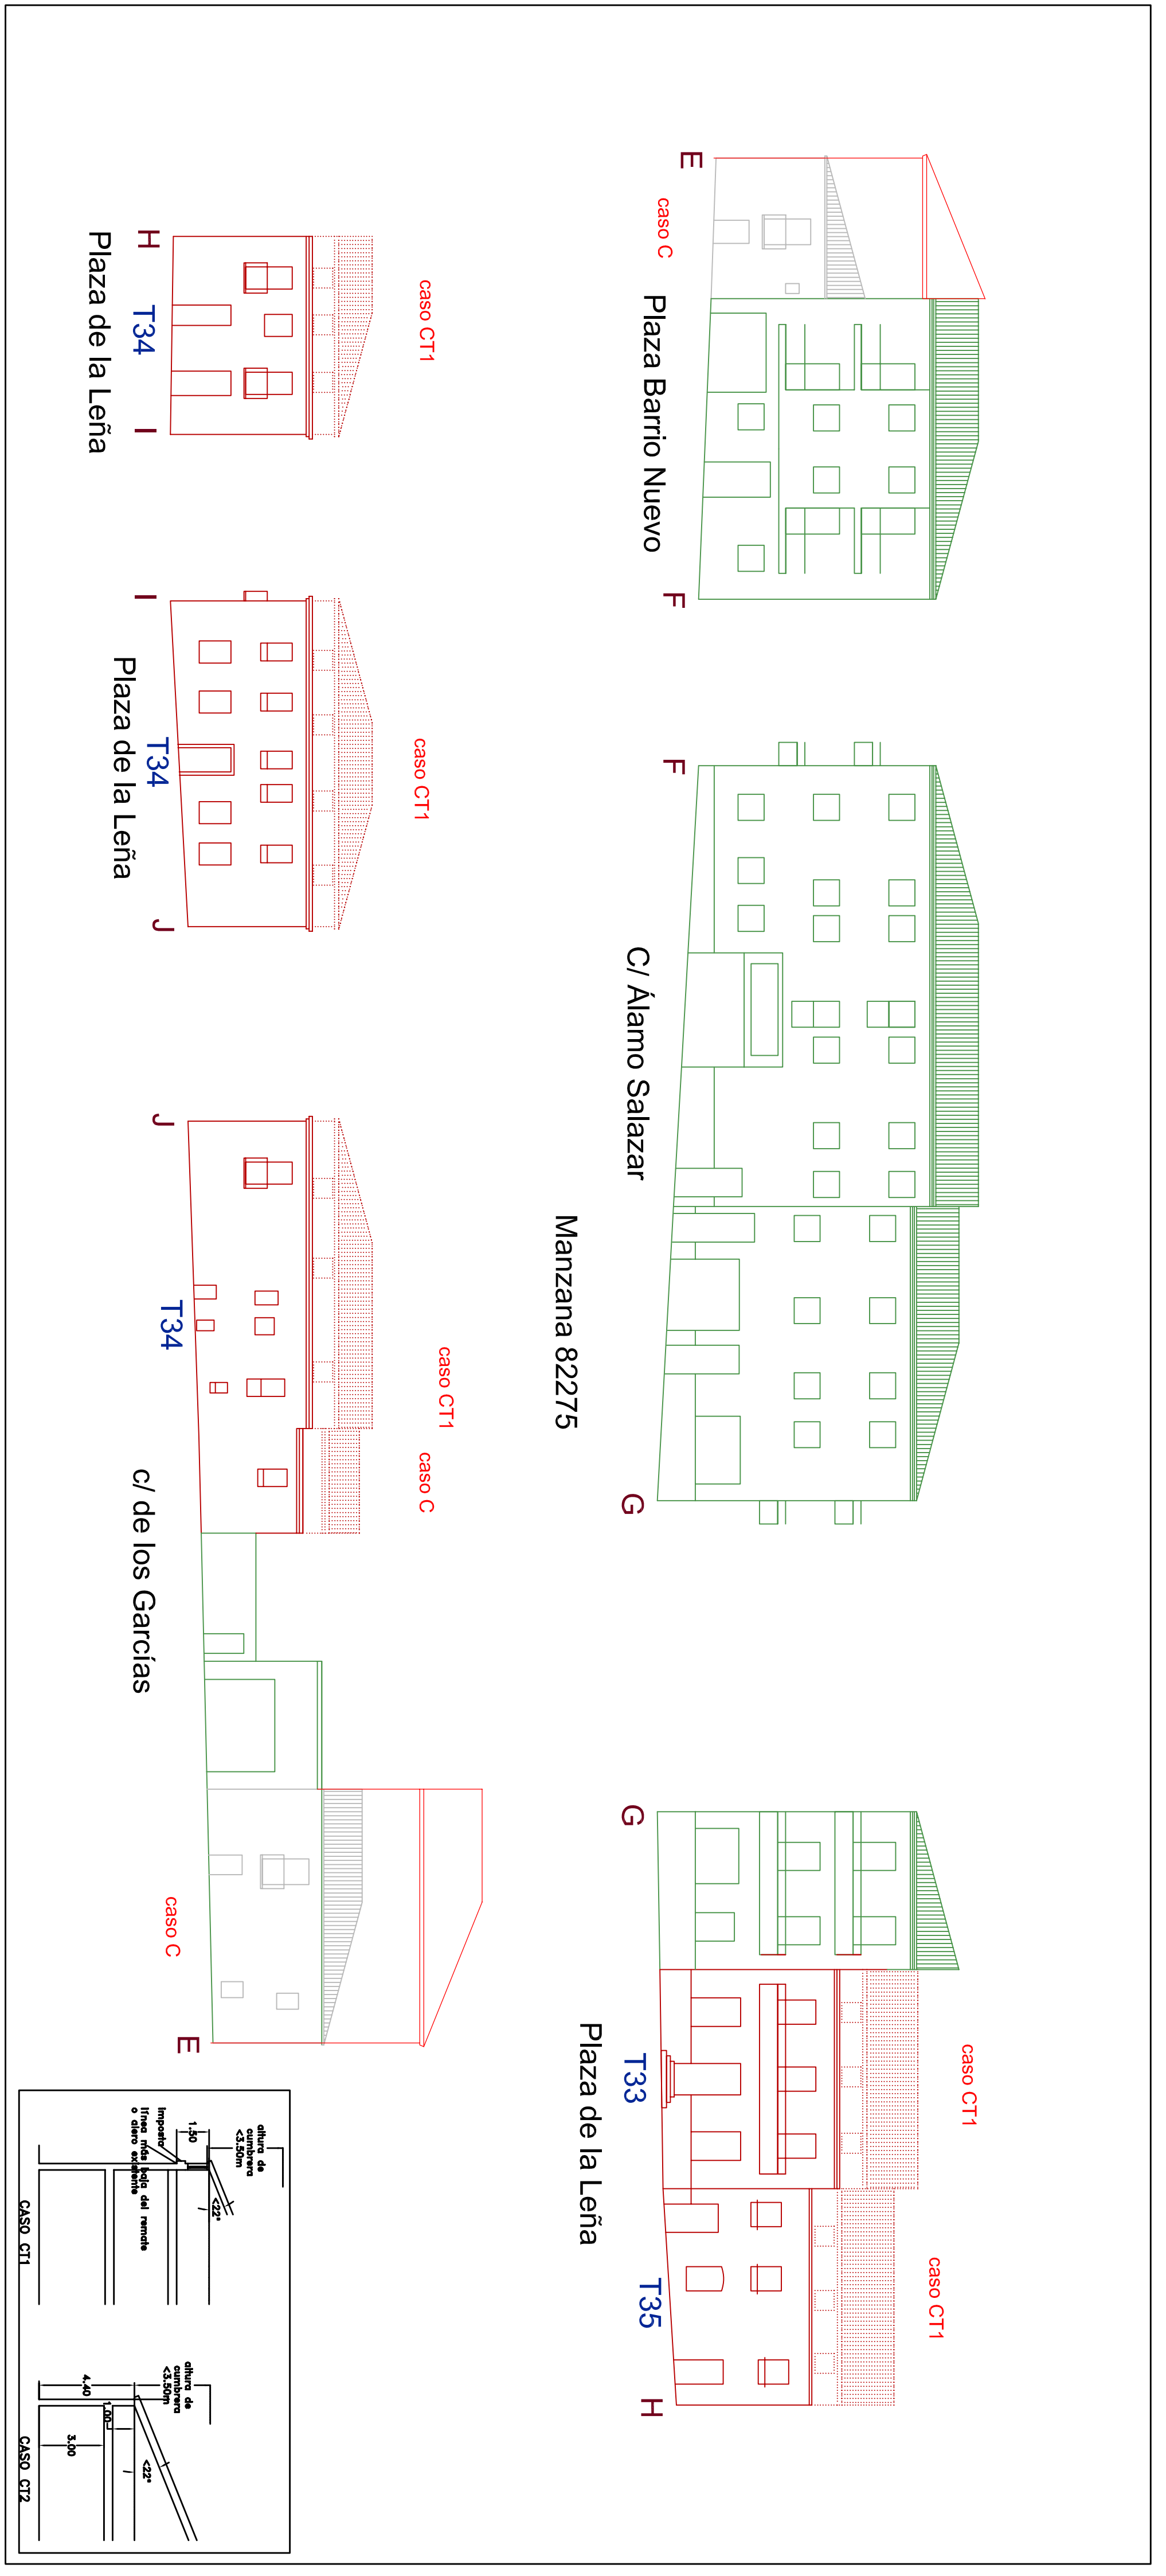 E
caso C
Plaza Barrio Nuevo
F
F
C/ Álamo Salazar
G
G
Plaza de la Leña
T33
caso CT1
T35
caso CT1
H
Manzana 82275
H
T34
I
Plaza de la Leña
caso CT1
I
T34
J
Plaza de la Leña
caso CT1
J
T34
caso CT1
caso C
c/ de los Garcías
caso C
E
altura de
cumbrera
<3.50m
1.50
<22°
imposta
línea más baja del remate
o alero existente
CASO CT1
altura de
cumbrera
<3.50m
4.40
1.00
3.00
<22°
CASO CT2